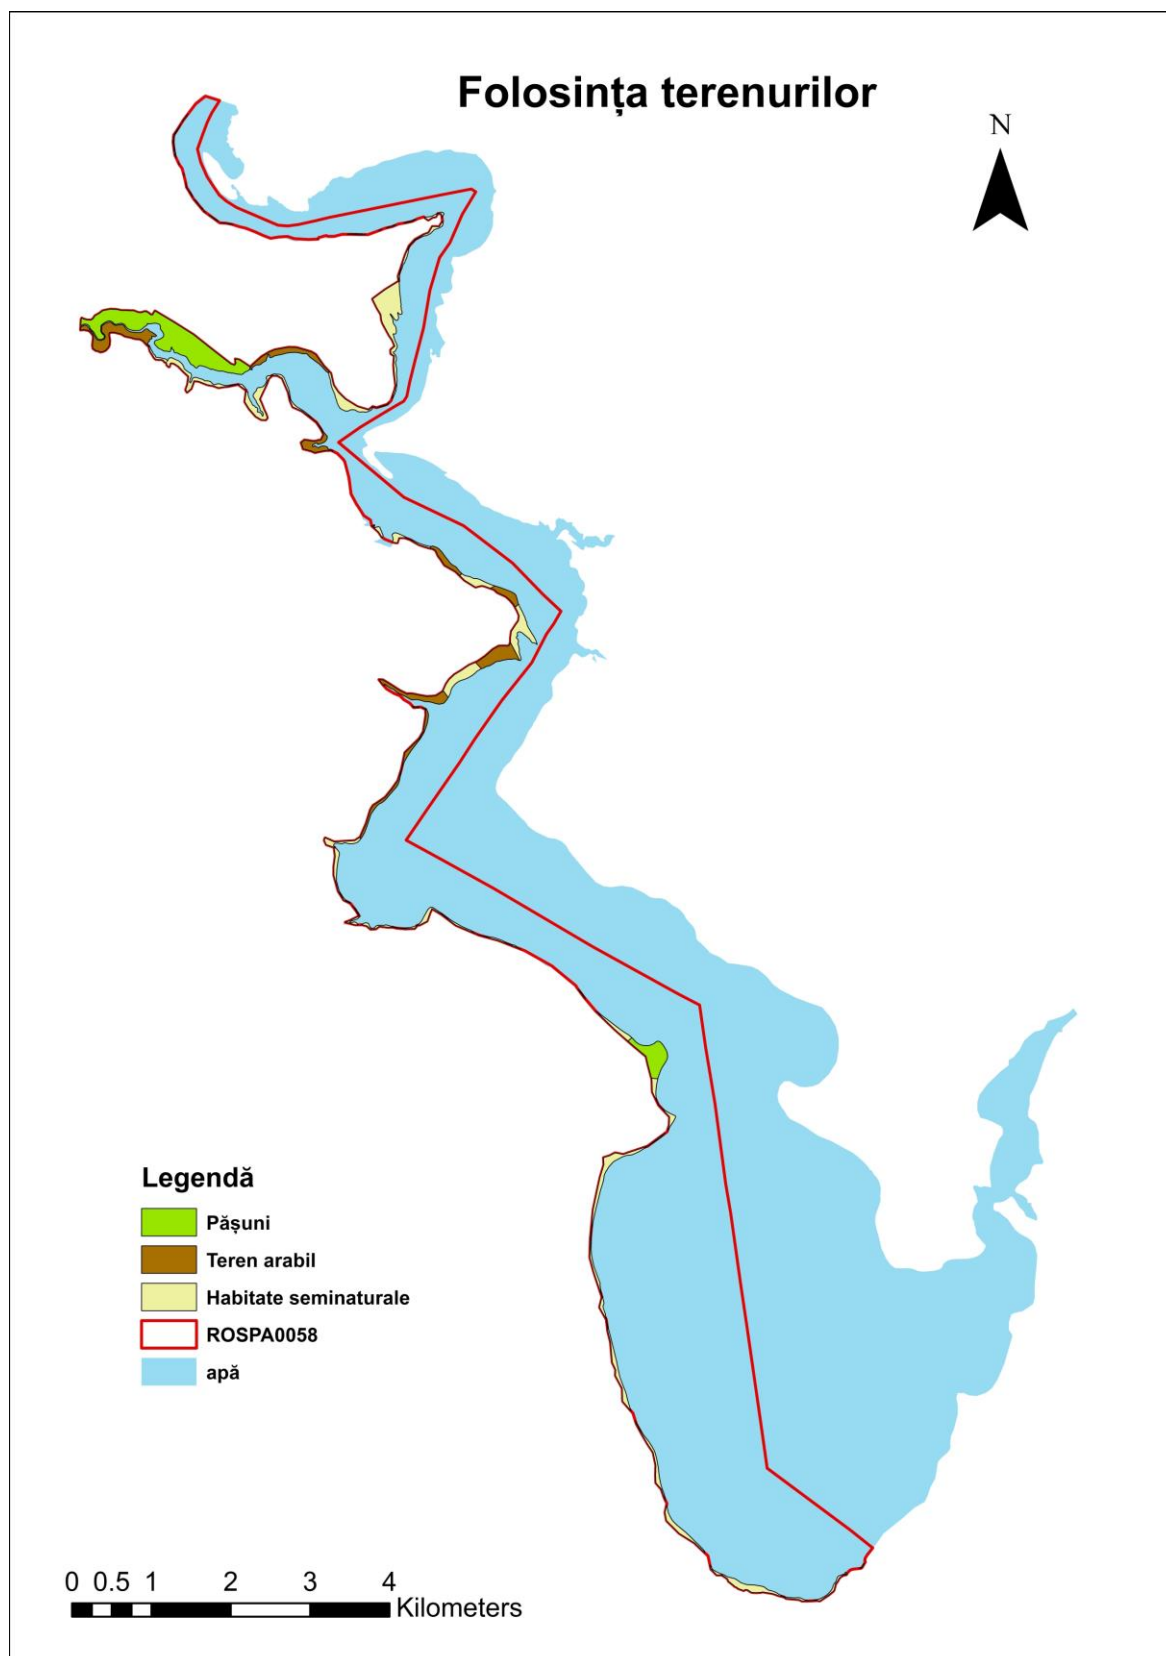 Folosința terenurilor
N
Legendă
Pășuni
Teren arabil
Habitate seminaturale
ROSPA0058
apă
0 0.5 1 2 3 4
Kilometers